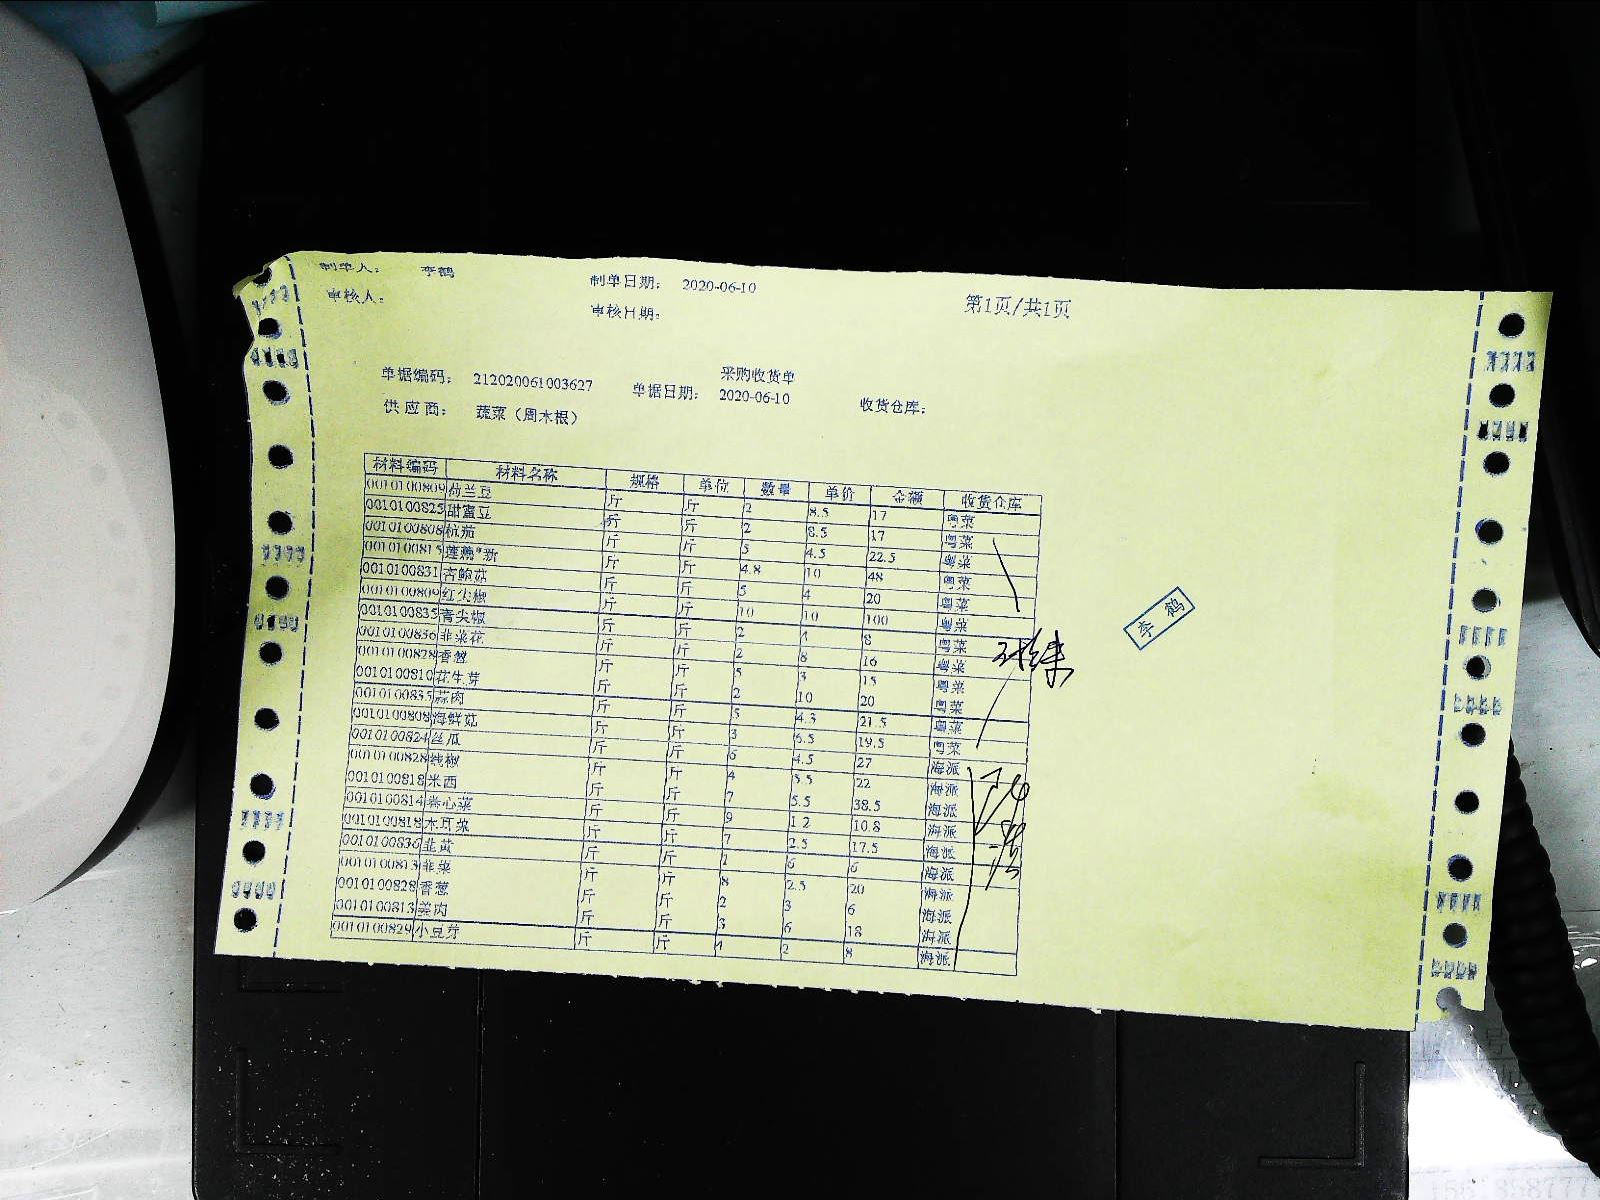 制单人： 李鹤 制单日期： 2020-06-10 第1页/共1页
审核人： 审核日期：
采购收货单
单据编码： 212020061003627 单据日期： 2020-06-10 收货仓库：
供应商： 蔬菜（周木根）
材料编码 材料名称 规格 单位 数量 单价 金额 收货仓库
0010100809 荷兰豆 斤 斤 2 8.5 17 粤菜
0010100825 甜蜜豆 斤 斤 2 8.5 17 粤菜
0010100808 杭茄 斤 斤 5 4.5 22.5 粤菜
0010100815 莲藕*新 斤 斤 4.8 10 48 粤菜
0010100831 杏鲍菇 斤 斤 5 4 20 粤菜
0010100809 红尖椒 斤 斤 10 10 100 粤菜
0010100835 青尖椒 斤 斤 2 4 8 粤菜
0010100836 韭菜花 斤 斤 2 8 16 粤菜
0010100828 香葱 斤 斤 5 3 15 粤菜
0010100810 花生芽 斤 斤 2 10 20 粤菜
0010100835 蒜肉 斤 斤 5 4.3 21.5 粤菜
0010100808 海鲜菇 斤 斤 3 6.5 19.5 粤菜
0010100824 丝瓜 斤 斤 6 4.5 27 海派
0010100828 线椒 斤 斤 4 5.5 22 海派
0010100818 米西 斤 斤 7 5.5 38.5 海派
0010100814 卷心菜 斤 斤 9 1.2 10.8 海派
0010100818 木耳菜 斤 斤 7 2.5 17.5 海派
0010100836 韭黄 斤 斤 1 6 6 海派
0010100813 韭菜 斤 斤 8 2.5 20 海派
0010100828 香葱 斤 斤 2 3 6 海派
0010100813 姜肉 斤 斤 3 6 18 海派
0010100829 小豆芽 斤 斤 4 2 8 海派
李鹤